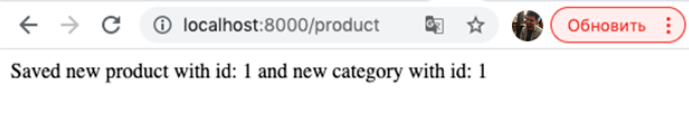 localhost:8000/product
Обновить
Saved new product with id: 1 and new category with id: 1